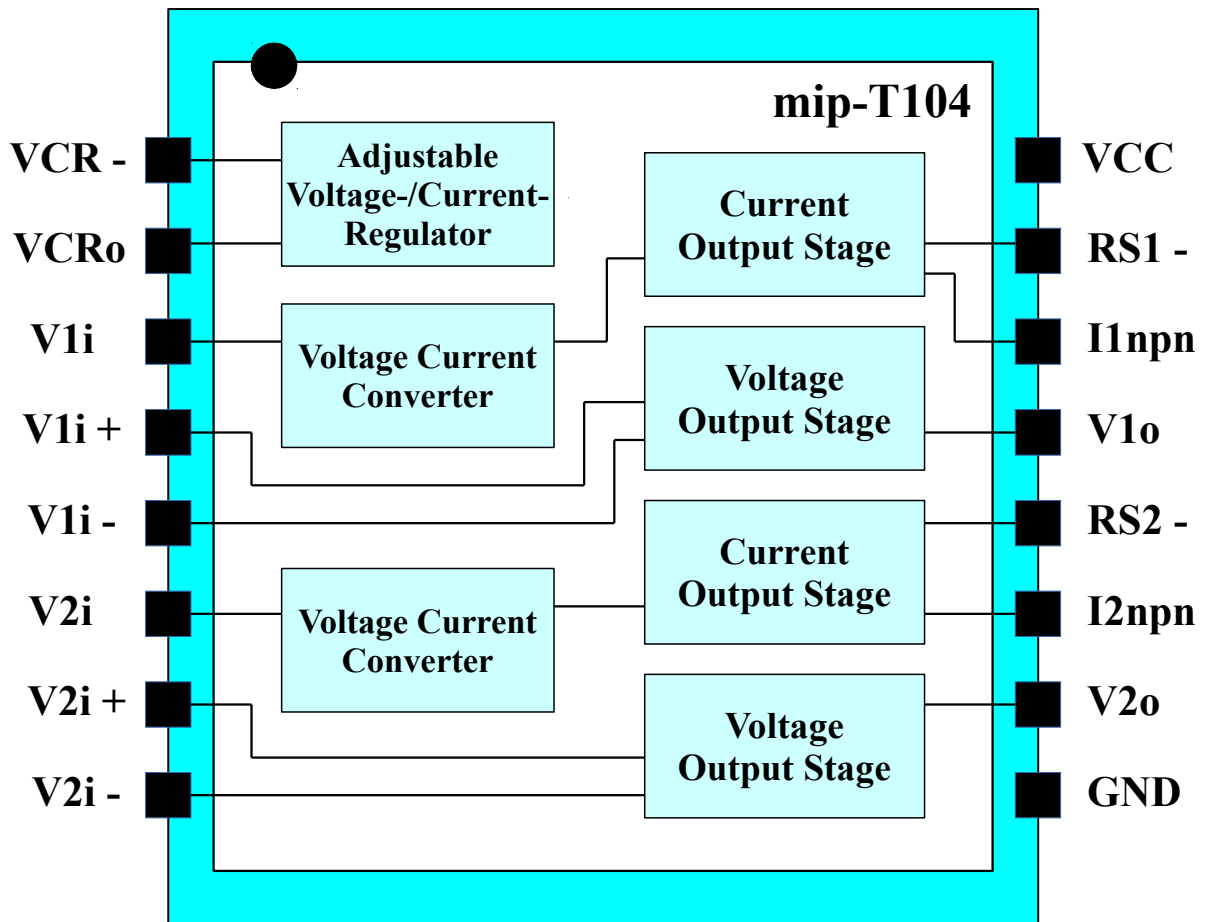 mip-T104
VCR -
VCRo
V1i
V1i +
V1i -
V2i
V2i +
V2i -
Adjustable
Voltage-/Current-
Regulator
Voltage Current
Converter
Voltage Current
Converter
Current
Output Stage
Voltage
Output Stage
Current
Output Stage
Voltage
Output Stage
VCC
RS1 -
I1npn
V1o
RS2 -
I2npn
V2o
GND